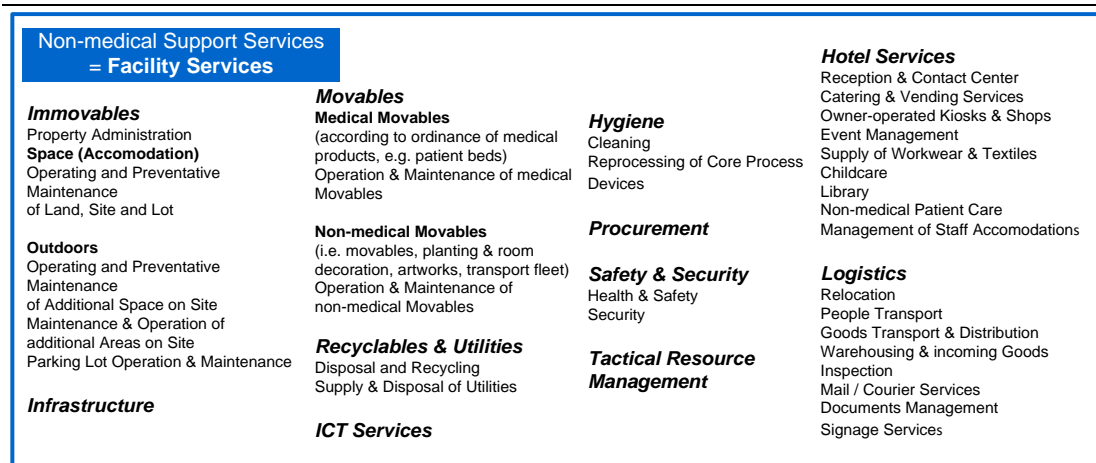 Non-medical Support Services
= Facility Services
Immovables
Property Administration
Space (Accomodation)
Operating and Preventative
Maintenance
of Land, Site and Lot
Outdoors
Operating and Preventative
Maintenance
of Additional Space on Site
Maintenance & Operation of
additional Areas on Site
Parking Lot Operation & Maintenance
Infrastructure
Movables
Medical Movables
(according to ordinance of medical
products, e.g. patient beds)
Operation & Maintenance of medical
Movables
Non-medical Movables
(i.e. movables, planting & room
decoration, artworks, transport fleet)
Operation & Maintenance of
non-medical Movables
Recyclables & Utilities
Disposal and Recycling
Supply & Disposal of Utilities
ICT Services
Hygiene
Cleaning
Reprocessing of Core Process
Devices
Procurement
Safety & Security
Health & Safety
Security
Tactical Resource
Management
Hotel Services
Reception & Contact Center
Catering & Vending Services
Owner-operated Kiosks & Shops
Event Management
Supply of Workwear & Textiles
Childcare
Library
Non-medical Patient Care
Management of Staff Accomodations
Logistics
Relocation
People Transport
Goods Transport & Distribution
Warehousing & incoming Goods
Inspection
Mail / Courier Services
Documents Management
Signage Services